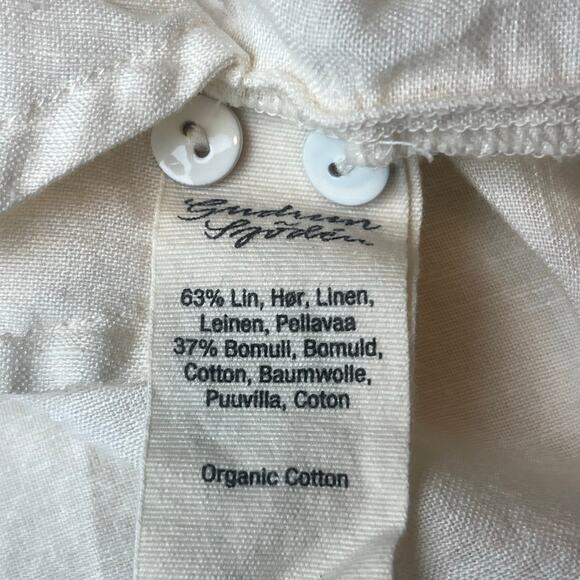 Gudrun
Sjödén
63% Lin, Hør, Linen,
Leinen, Pellavaa
37% Bomull, Bomuld,
Cotton, Baumwolle,
Puuvilla, Coton
Organic Cotton